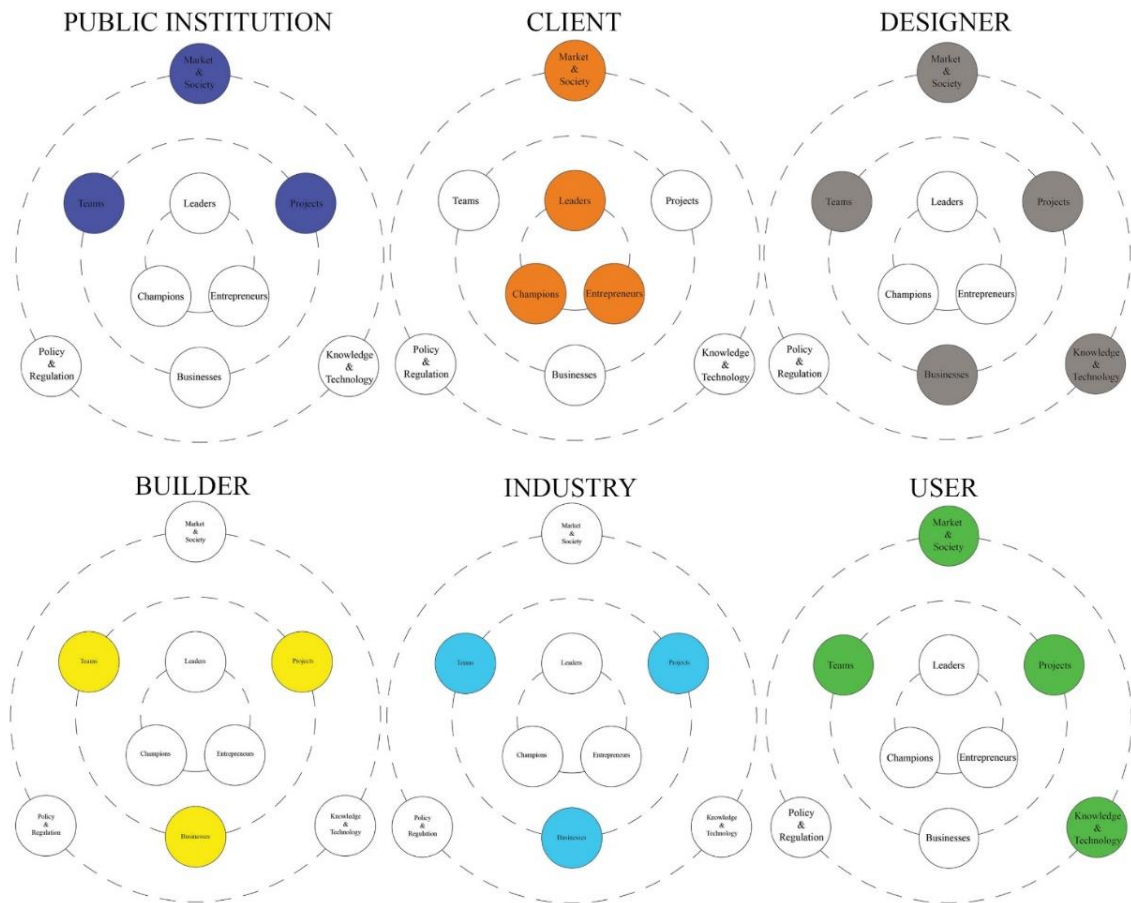 PUBLIC INSTITUTION
Market
&
Society
Teams
Leaders
Projects
Champions
Entrepreneurs
Policy
&
Regulation
Businesses
Knowledge
&
Technology
CLIENT
Market
&
Society
Teams
Leaders
Projects
Champions
Entrepreneurs
Policy
&
Regulation
Businesses
Knowledge
&
Technology
DESIGNER
Market
&
Society
Teams
Leaders
Projects
Champions
Entrepreneurs
Policy
&
Regulation
Businesses
Knowledge
&
Technology
BUILDER
Market
&
Society
Teams
Leaders
Projects
Champions
Entrepreneurs
Policy
&
Regulation
Businesses
Knowledge
&
Technology
INDUSTRY
Market
&
Society
Teams
Leaders
Projects
Champions
Entrepreneurs
Policy
&
Regulation
Businesses
Knowledge
&
Technology
USER
Market
&
Society
Teams
Leaders
Projects
Champions
Entrepreneurs
Policy
&
Regulation
Businesses
Knowledge
&
Technology